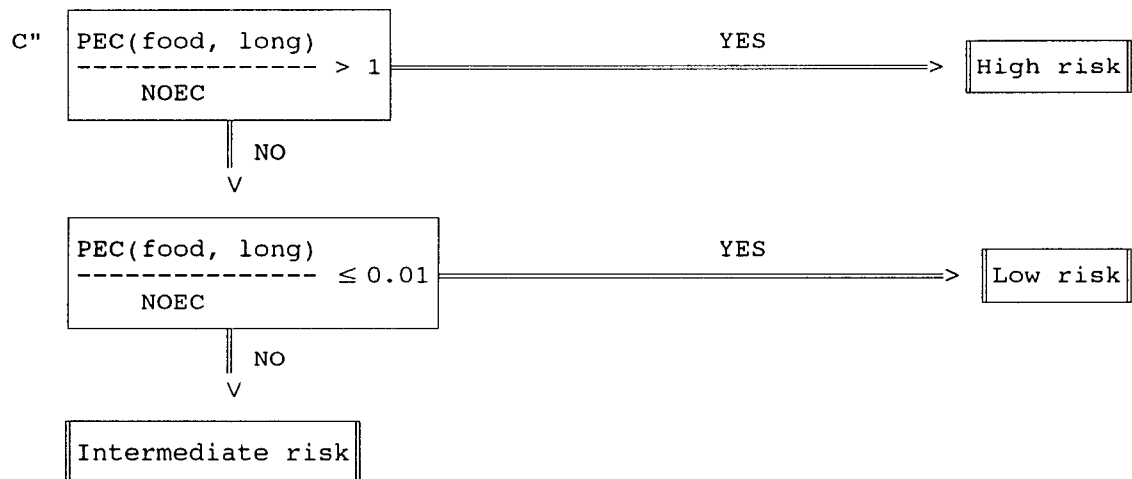 C" PEC(food, long) YES
-------------- > 1 ===> High risk
NOEC
NO
PEC(food, long) YES
-------------- ≤ 0.01 ===> Low risk
NOEC
NO
Intermediate risk